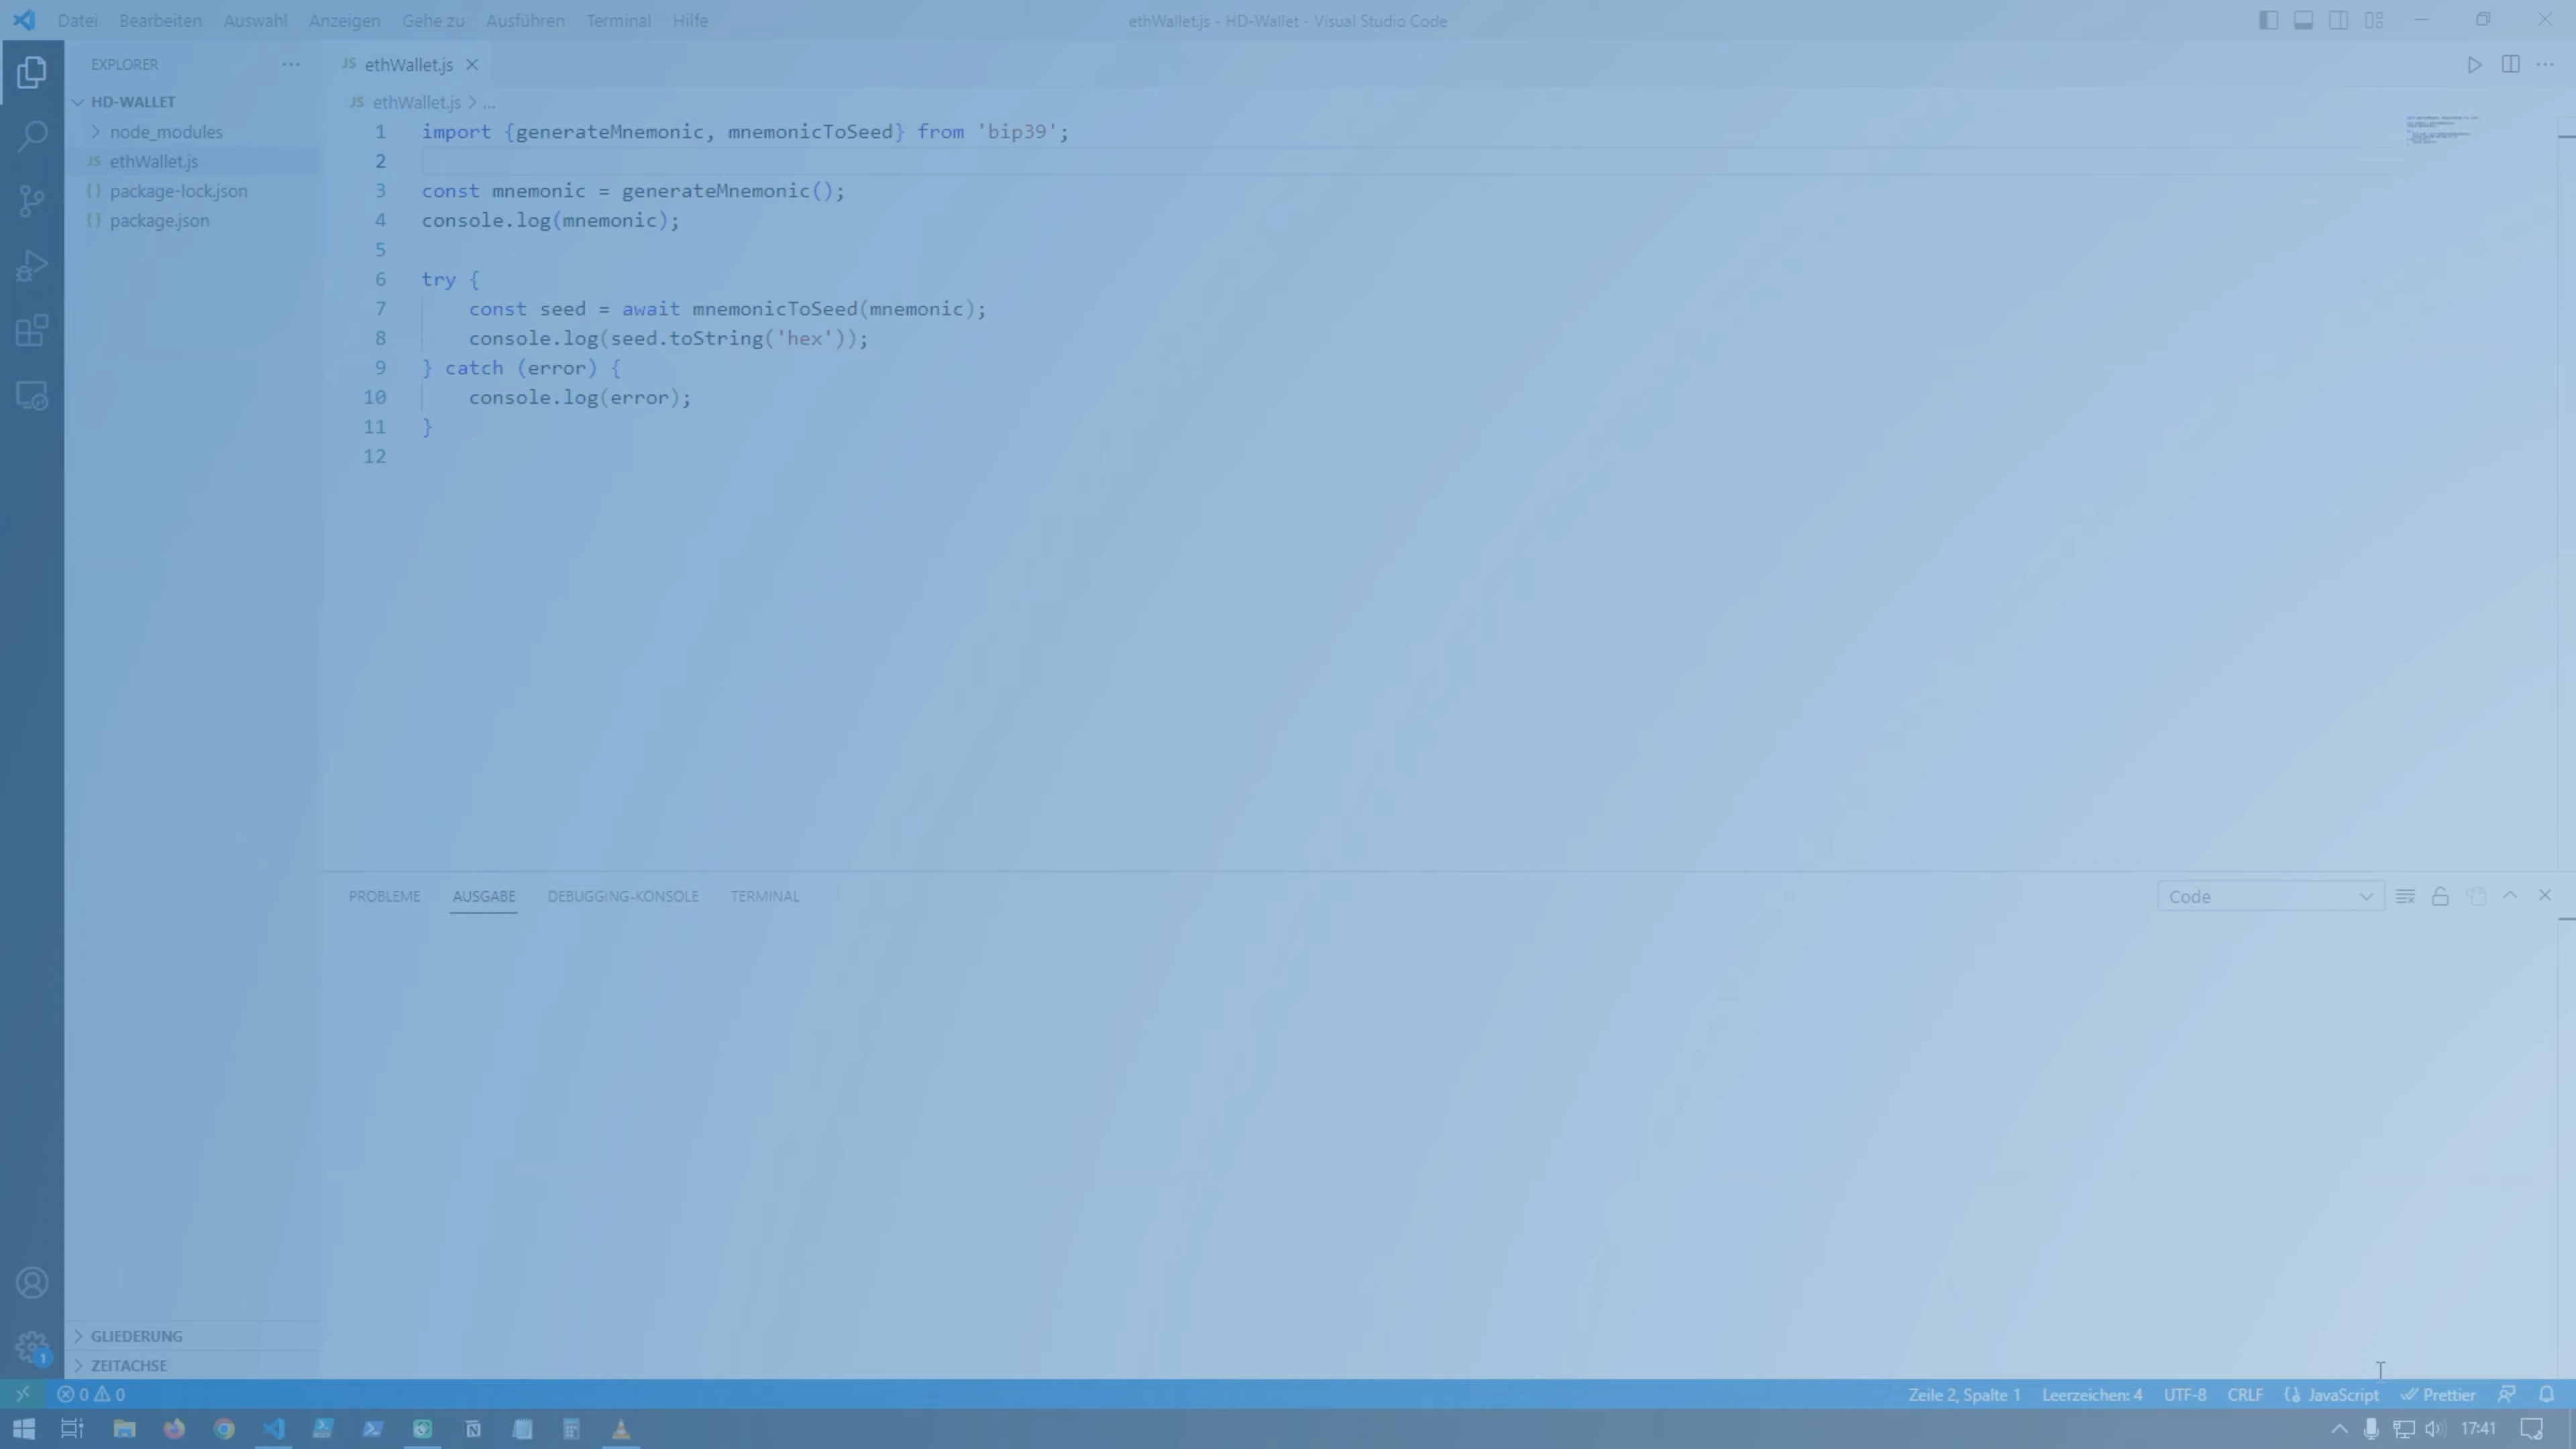 Datei Bearbeiten Auswahl Anzeigen Gehe zu Ausführen Terminal Hilfe
ethWallet.js - HD-Wallet - Visual Studio Code
EXPLORER
JS ethWallet.js
HD-WALLET
node_modules
JS ethWallet.js
{} package-lock.json
{} package.json
JS ethWallet.js > ...
1 import {generateMnemonic, mnemonicToSeed} from 'bip39';
2
3 const mnemonic = generateMnemonic();
4 console.log(mnemonic);
5
6 try {
7 const seed = await mnemonicToSeed(mnemonic);
8 console.log(seed.toString('hex'));
9 } catch (error) {
10 console.log(error);
11 }
12
PROBLEME AUSGABE DEBUGGING-KONSOLE TERMINAL
Code
GLIEDERUNG
ZEITACHSE
1
0 0
Zeile 2, Spalte 1 Leerzeichen: 4 UTF-8 CRLF JavaScript Prettier
17:41